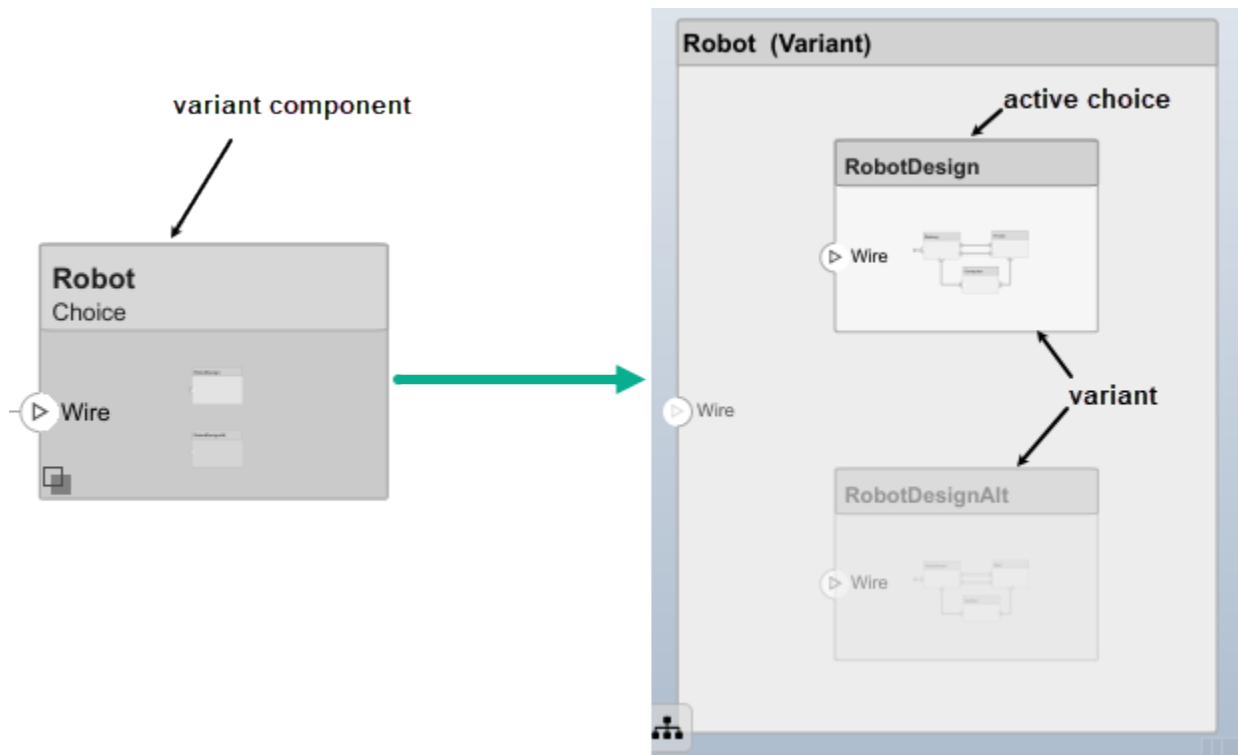 variant component
Robot
Choice
Wire
Robot (Variant)
active choice
RobotDesign
Wire
variant
Wire
RobotDesignAlt
Wire